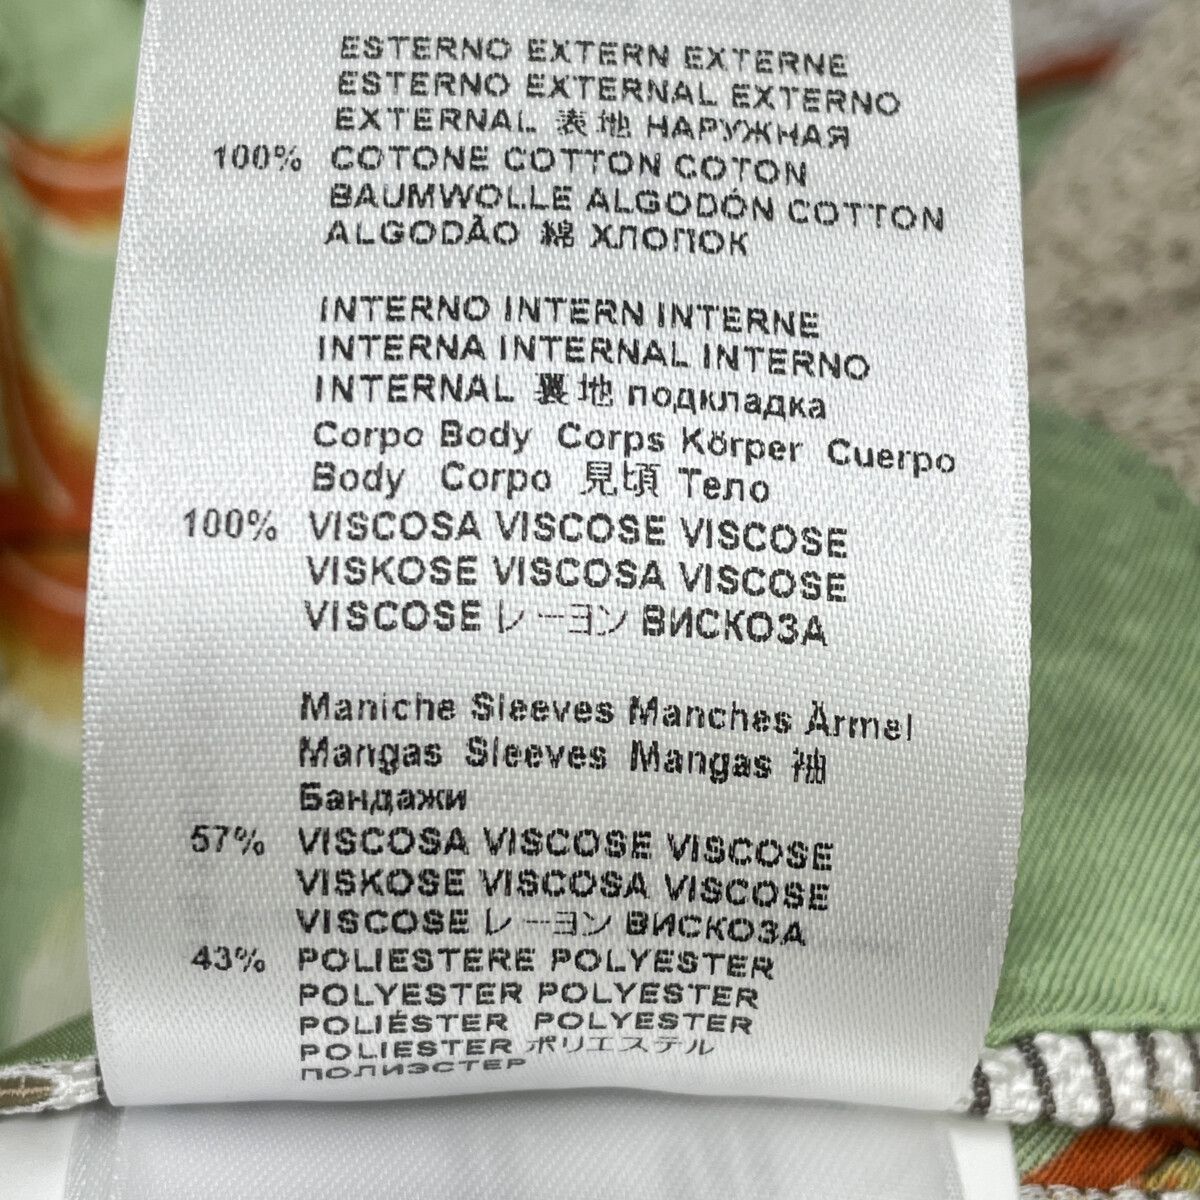 ESTERNO EXTERN EXTERNE
ESTERNO EXTERNAL EXTERNO
EXTERNAL 表地 НАРУЖНАЯ
100% COTONE COTTON COTON
BAUMWOLLE ALGODÓN COTTON
ALGODÃO 綿 ХЛОПОК
INTERNO INTERN INTERNE
INTERNA INTERNAL INTERNO
INTERNAL 裏地 подкладка
Corpo Body Corps Körper Cuerpo
Body Corpo 見頃 Тело
100% VISCOSA VISCOSE VISCOSE
VISKOSE VISCOSA VISCOSE
VISCOSE レーヨン ВИСКОЗА
Maniche Sleeves Manches Ärmel
Mangas Sleeves Mangas 袖
Бандажи
57% VISCOSA VISCOSE VISCOSE
VISKOSE VISCOSA VISCOSE
VISCOSE レーヨン ВИСКОЗА
43% POLIESTERE POLYESTER
POLYESTER POLYESTER
POLIÉSTER POLYESTER
POLIESTER ポリエステル
ПОЛИЭСТЕР